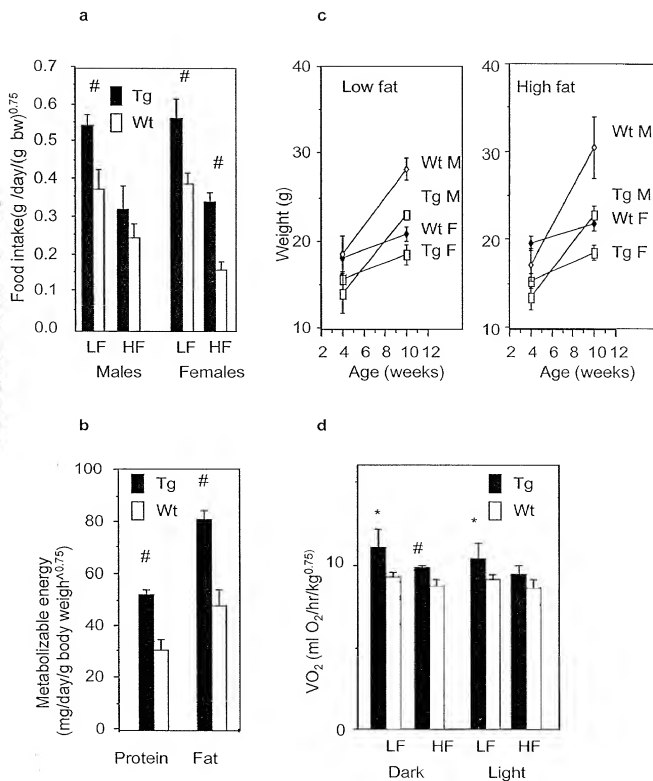 a
0.7
0.6
0.5
0.4
0.3
0.2
0.1
0.0
Food intake(g /day/(g bw)0.75
#
#
#
Tg
Wt
LF HF LF HF
Males Females
b
100
80
60
40
20
0
Metabolizable energy
(mg/day/g body weigh^0.75)
Tg
Wt
#
#
Protein Fat
c
40
30
20
10
Weight (g)
Low fat
Wt M
Tg M
Wt F
Tg F
2 4 6 8 10 12
Age (weeks)
40
30
20
10
High fat
Wt M
Tg M
Wt F
Tg F
2 4 6 8 10 12
Age (weeks)
d
10
0
VO2 (ml O2/hr/kg0.75)
Tg
Wt
*
#
*
LF HF LF HF
Dark Light